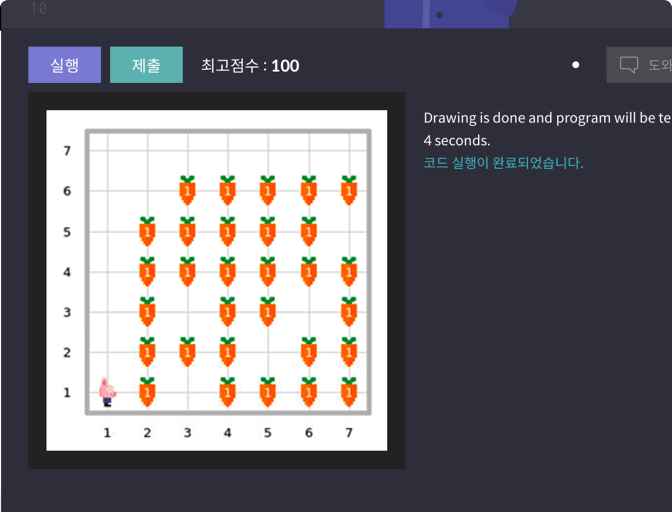 10
실행 제출 최고점수 : 100 도와
Drawing is done and program will be te
4 seconds.
코드 실행이 완료되었습니다.
7
6 1 1 1 1 1
5 1 1 1 1 1
4 1 1 1 1 1 1
3 1 1 1 1
2 1 1 1 1 1
1 1 1 1 1 1
1 2 3 4 5 6 7